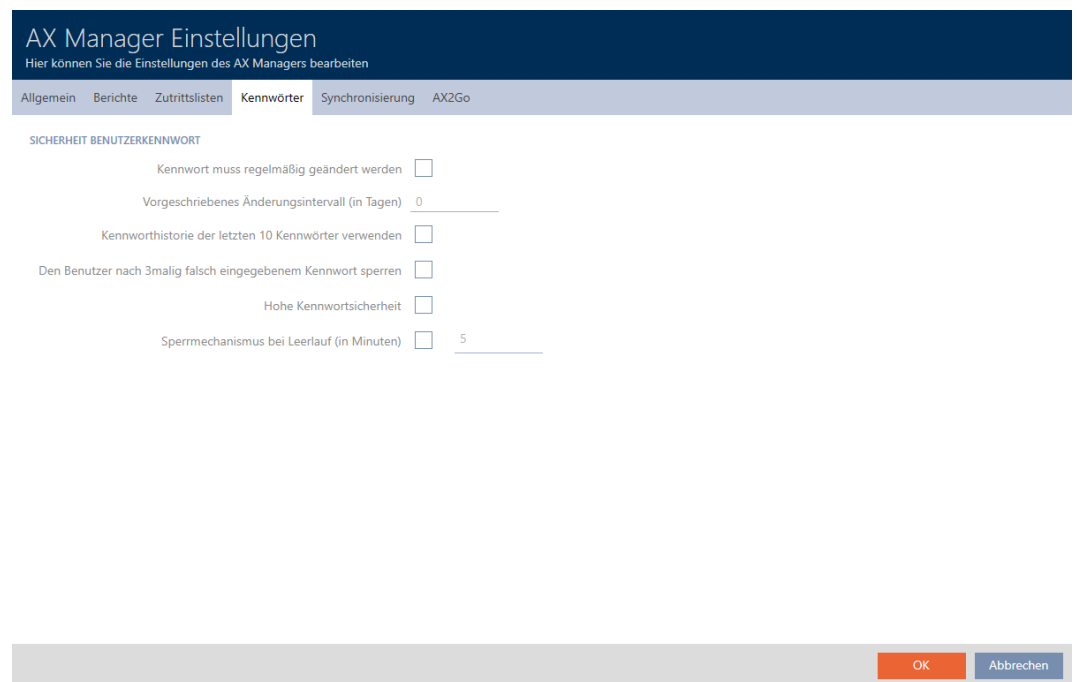 AX Manager Einstellungen
Hier können Sie die Einstellungen des AX Managers bearbeiten
Allgemein Berichte Zutrittslisten Kennwörter Synchronisierung AX2Go
SICHERHEIT BENUTZERKENNWORT
Kennwort muss regelmäßig geändert werden
Vorgeschriebenes Änderungsintervall (in Tagen) 0
Kennworthistorie der letzten 10 Kennwörter verwenden
Den Benutzer nach 3malig falsch eingegebenem Kennwort sperren
Hohe Kennwortsicherheit
Sperrmechanismus bei Leerlauf (in Minuten) 5
OK Abbrechen